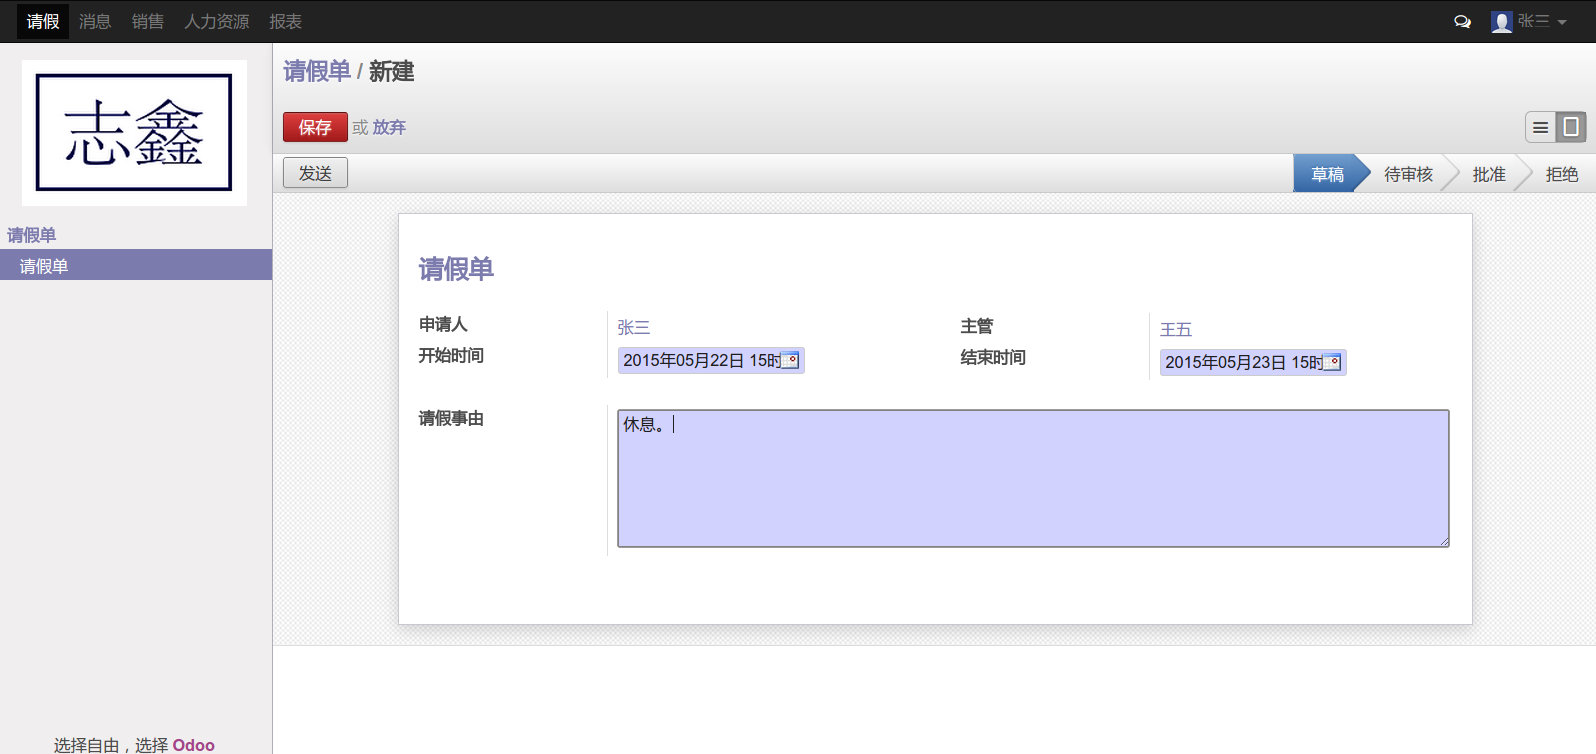 请假 消息 销售 人力资源 报表 张三
志鑫
请假单
请假单
选择自由，选择 Odoo
请假单 / 新建
保存 或 放弃
发送 草稿 待审核 批准 拒绝
请假单
申请人 张三 主管 王五
开始时间 2015年05月22日 15时 结束时间 2015年05月23日 15时
请假事由 休息。